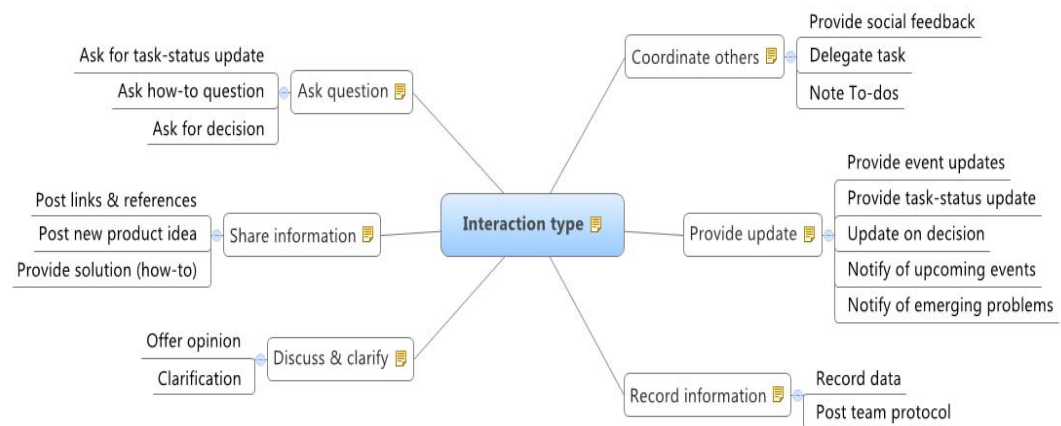 Interaction type
Ask question
Ask for task-status update
Ask how-to question
Ask for decision
Share information
Post links & references
Post new product idea
Provide solution (how-to)
Discuss & clarify
Offer opinion
Clarification
Coordinate others
Provide social feedback
Delegate task
Note To-dos
Provide update
Provide event updates
Provide task-status update
Update on decision
Notify of upcoming events
Notify of emerging problems
Record information
Record data
Post team protocol